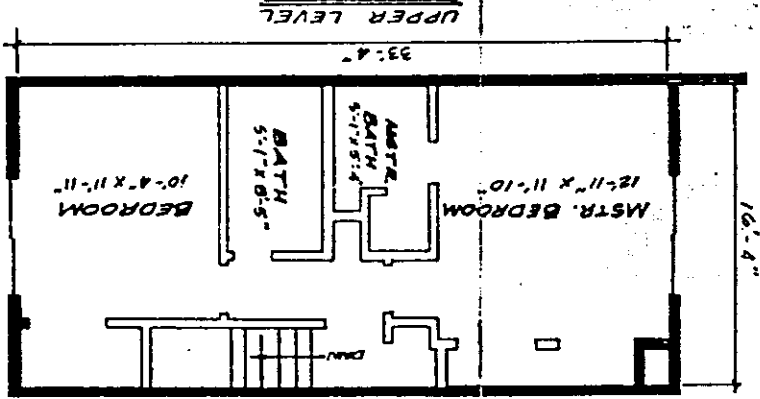 DWN
16'-4"
MSTR. BEDROOM
12'-11" x 11'-10"
MSTR.
BATH
5'-1" x 5'-4"
BATH
5'-1" x 8'-5"
BEDROOM
10'-4" x 11'-11"
33'-4"
UPPER LEVEL